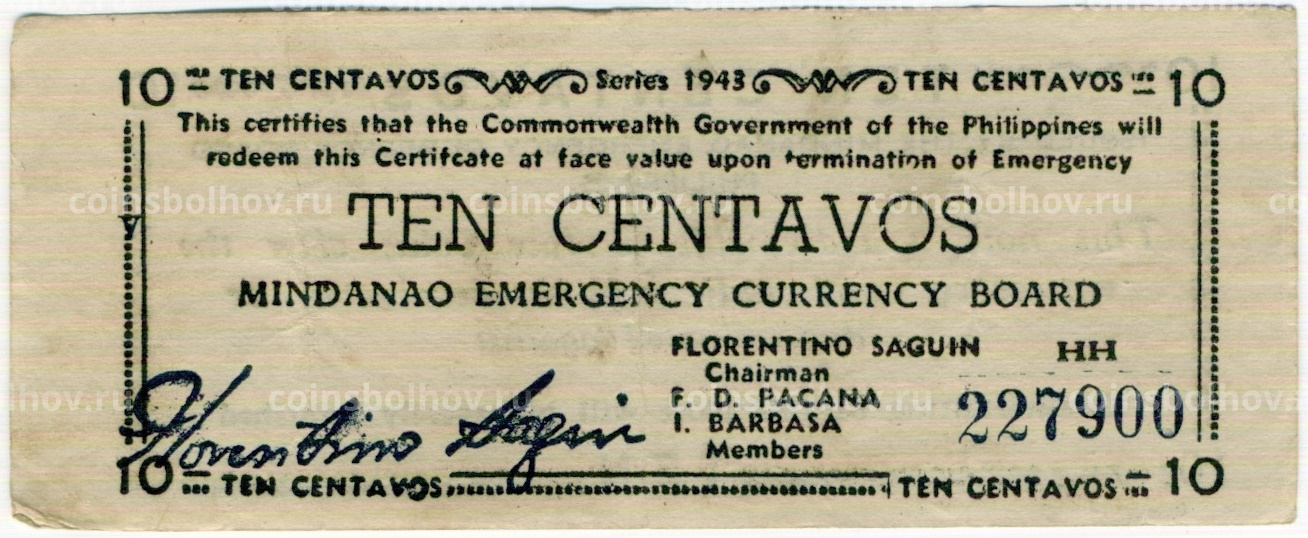 10 TEN CENTAVOS Series 1943 TEN CENTAVOS 10
This certifies that the Commonwealth Government of the Philippines will
redeem this Certifcate at face value upon termination of Emergency
TEN CENTAVOS
MINDANAO EMERGENCY CURRENCY BOARD
FLORENTINO SAGUIN HH
Chairman
F. D. PACANA
I. BARBASA
Members
227900
Florentino Saguin
10 TEN CENTAVOS TEN CENTAVOS 10
coinsbolhov.ru